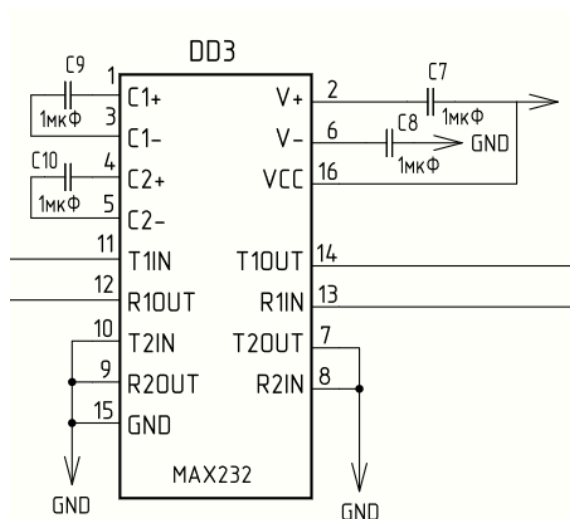 DD3
C9
1
1мкФ
3
C1+
C1-
C10
4
1мкФ
5
C2+
C2-
11
T1IN
12
R1OUT
10
T2IN
9
R2OUT
15
GND
GND
MAX232
V+
2
C7
1мкФ
V-
6
C8
1мкФ
GND
VCC
16
T1OUT
14
R1IN
13
T2OUT
7
R2IN
8
GND